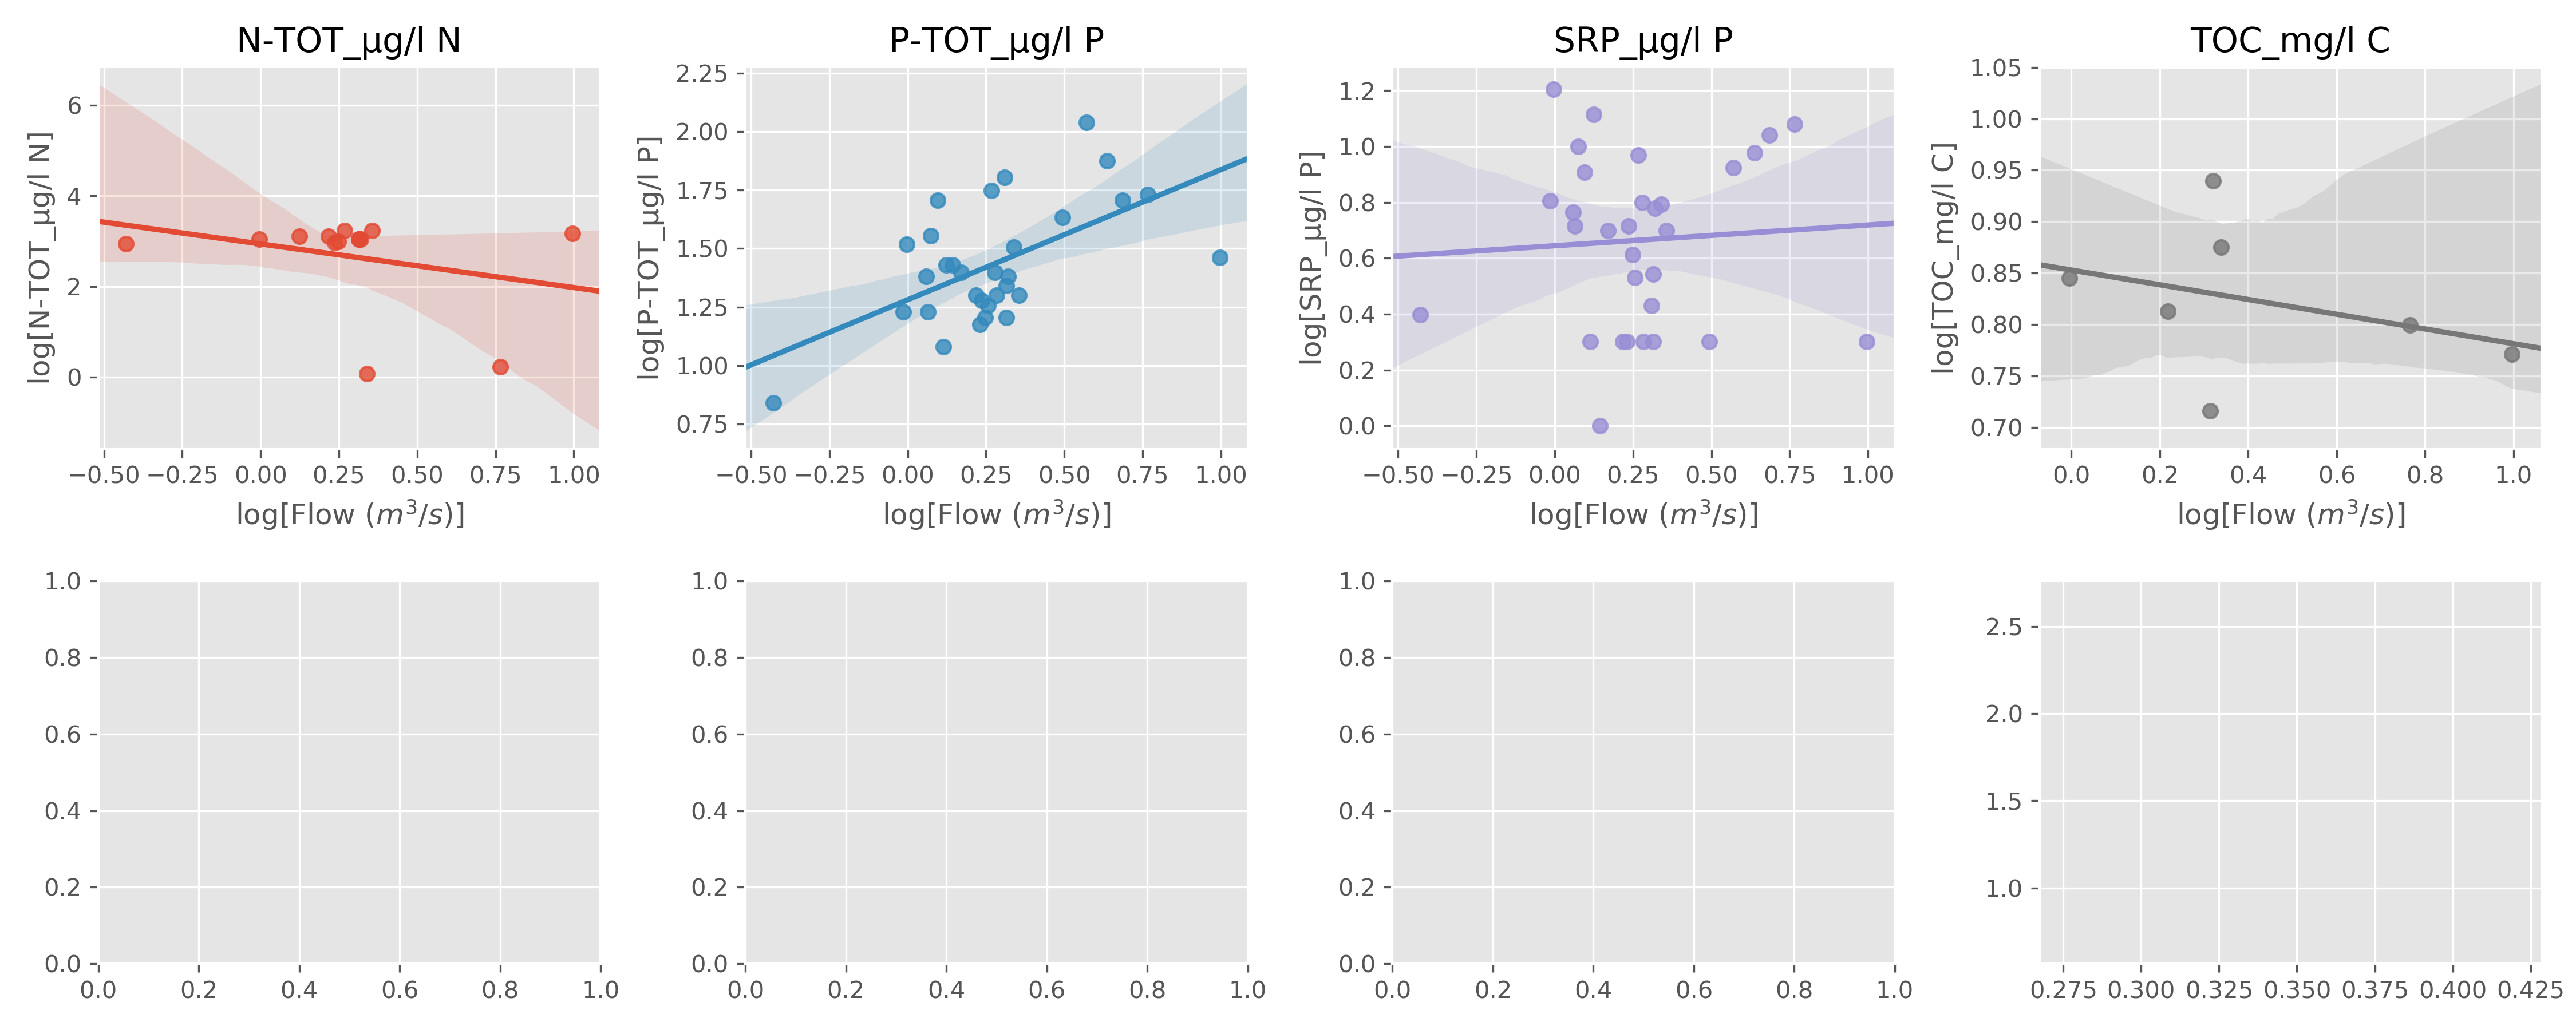 N-TOT_µg/l N
P-TOT_µg/l P
SRP_µg/l P
TOC_mg/l C
log[N-TOT_µg/l N]
6
4
2
0
−0.50 −0.25 0.00 0.25 0.50 0.75 1.00
log[Flow (m³/s)]
log[P-TOT_µg/l P]
2.25
2.00
1.75
1.50
1.25
1.00
0.75
−0.50 −0.25 0.00 0.25 0.50 0.75 1.00
log[Flow (m³/s)]
log[SRP_µg/l P]
1.2
1.0
0.8
0.6
0.4
0.2
0.0
−0.50 −0.25 0.00 0.25 0.50 0.75 1.00
log[Flow (m³/s)]
log[TOC_mg/l C]
1.05
1.00
0.95
0.90
0.85
0.80
0.75
0.70
0.0 0.2 0.4 0.6 0.8 1.0
log[Flow (m³/s)]
1.0
0.8
0.6
0.4
0.2
0.0
0.0 0.2 0.4 0.6 0.8 1.0
1.0
0.8
0.6
0.4
0.2
0.0
0.0 0.2 0.4 0.6 0.8 1.0
1.0
0.8
0.6
0.4
0.2
0.0
0.0 0.2 0.4 0.6 0.8 1.0
2.5
2.0
1.5
1.0
0.275 0.300 0.325 0.350 0.375 0.400 0.425